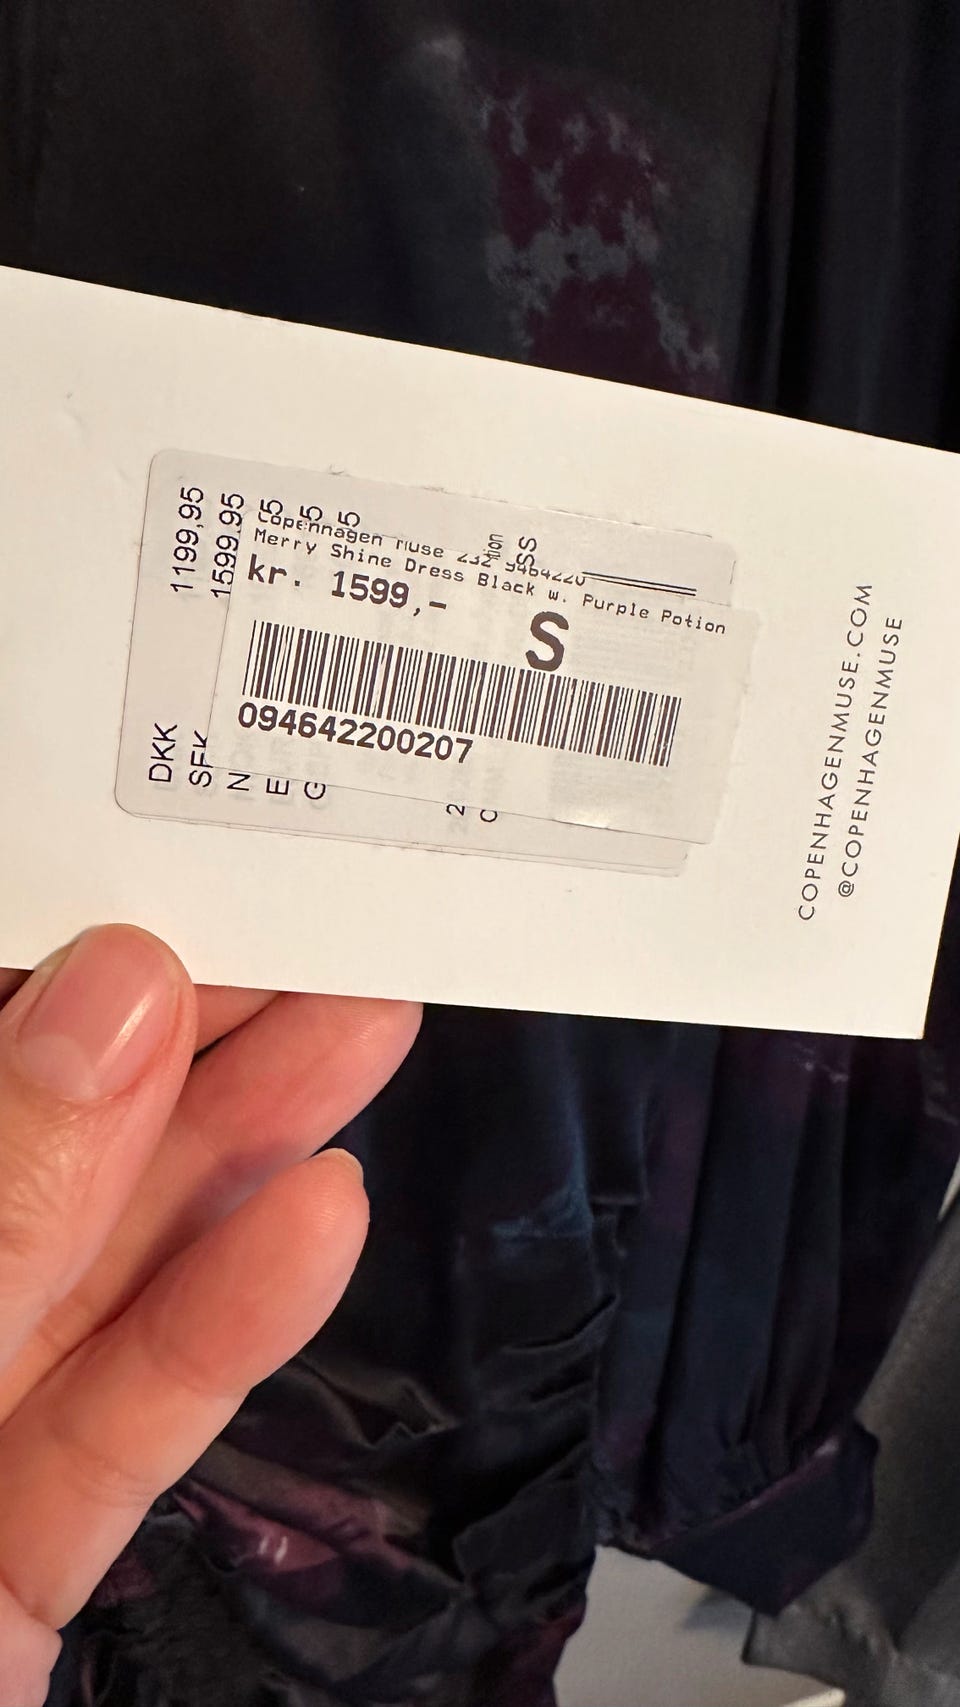 Copenhagen Muse 232
Merry Shine Dress Black w. Purple Potion
kr. 1599,-
S
094642200207
DKK 1199,95
1599,95
COPENHAGENMUSE.COM
@COPENHAGENMUSE